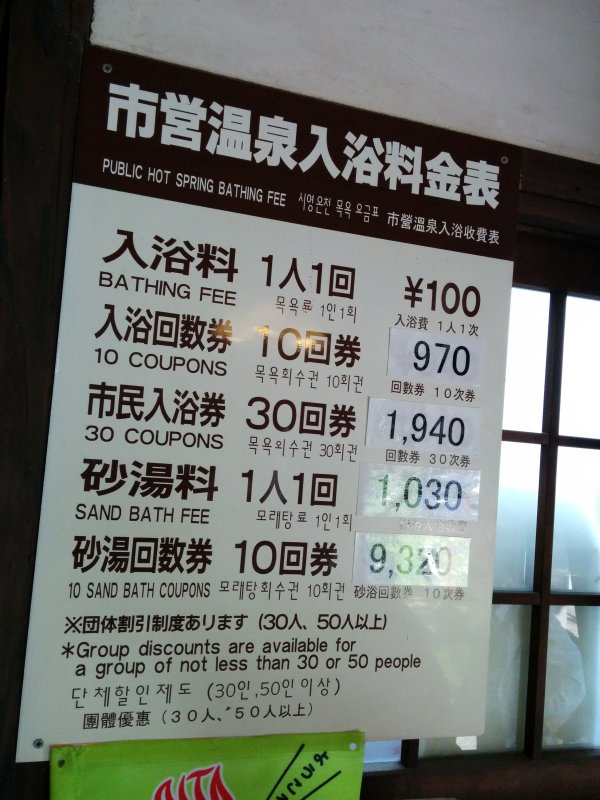 市営温泉入浴料金表
PUBLIC HOT SPRING BATHING FEE 시영온천 목욕 요금표 市營溫泉入浴收費表
入浴料 1人1回 ¥100
BATHING FEE 목욕료 1인1회 入浴費 1人1次
入浴回数券 10回券 970
10 COUPONS 목욕회수권 10회권 回數券 10次券
市民入浴券 30回券 1,940
30 COUPONS 목욕회수권 30회권 回數券 30次券
砂湯料 1人1回 1,030
SAND BATH FEE 모래탕료 1인1회
砂湯回数券 10回券 9,320
10 SAND BATH COUPONS 모래탕회수권 10회권 砂浴回數券 10次券
※団体割引制度あります (30人、50人以上)
*Group discounts are available for
a group of not less than 30 or 50 people
단체할인제도 (30인,50인이상)
團體優惠 (30人、50人以上)
ようこそ